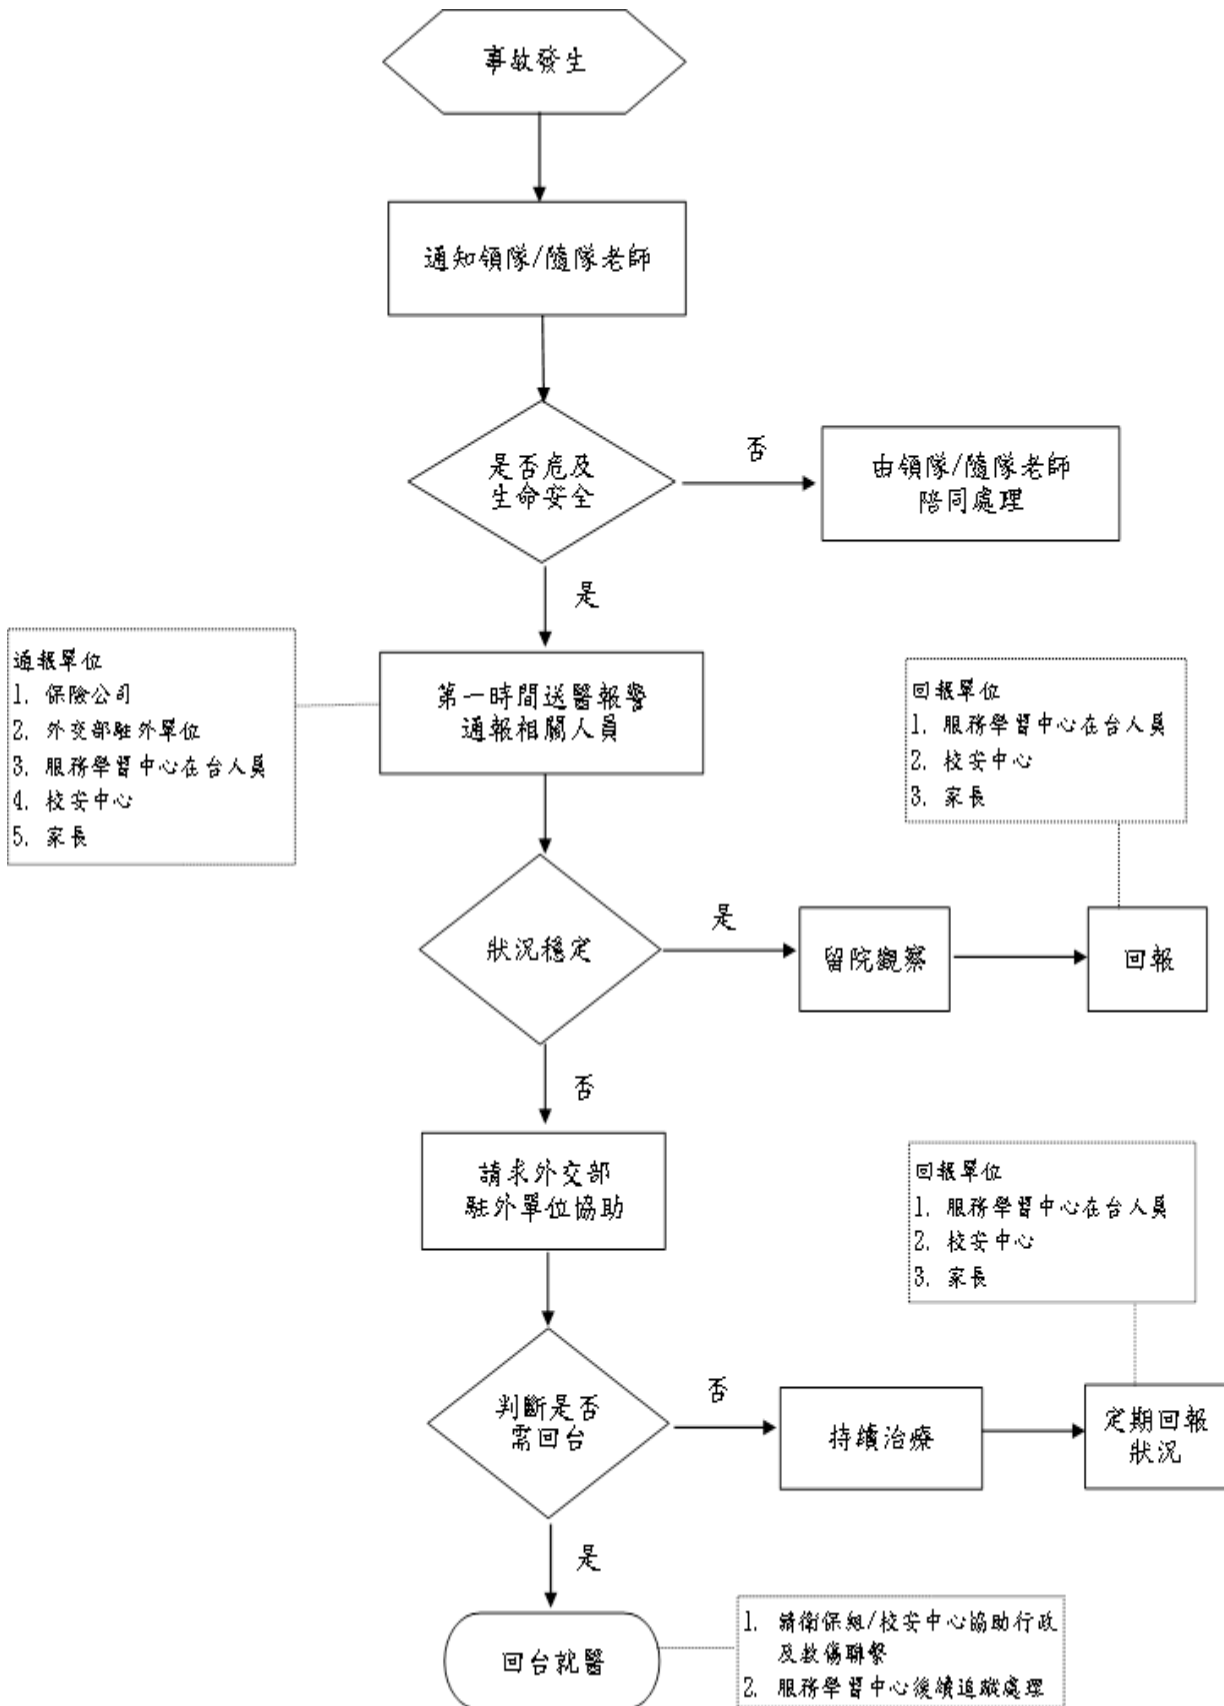 事故發生
通知領隊/隨隊老師
是否危及
生命安全
否
由領隊/隨隊老師
陪同處理
是
通報單位
1. 保險公司
2. 外交部駐外單位
3. 服務學習中心在台人員
4. 校安中心
5. 家長
第一時間送醫報警
通報相關人員
回報單位
1. 服務學習中心在台人員
2. 校安中心
3. 家長
狀況穩定
是
留院觀察
回報
否
請求外交部
駐外單位協助
回報單位
1. 服務學習中心在台人員
2. 校安中心
3. 家長
判斷是否
需回台
否
持續治療
定期回報
狀況
是
回台就醫
1. 請衛保組/校安中心協助行政
及救傷聯繫
2. 服務學習中心後續追蹤處理